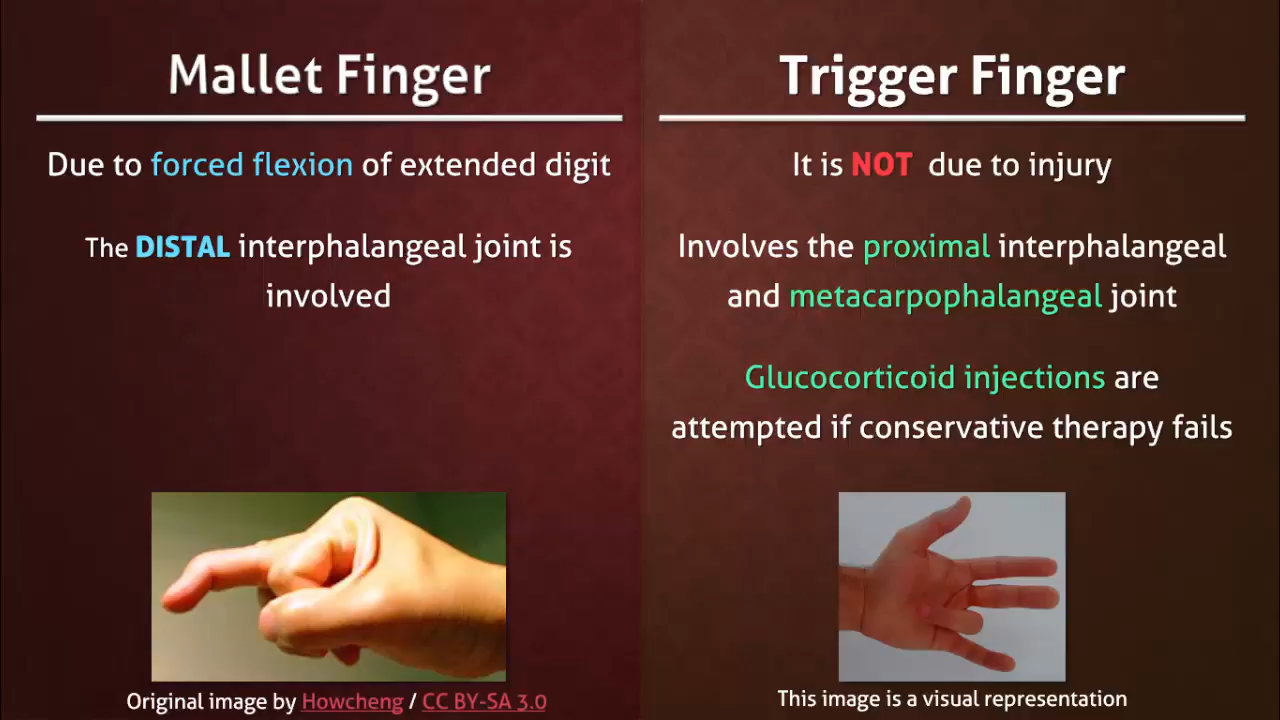 Mallet Finger
Due to forced flexion of extended digit
The DISTAL interphalangeal joint is
involved
Original image by Howcheng / CC BY-SA 3.0
Trigger Finger
It is NOT due to injury
Involves the proximal interphalangeal
and metacarpophalangeal joint
Glucocorticoid injections are
attempted if conservative therapy fails
This image is a visual representation